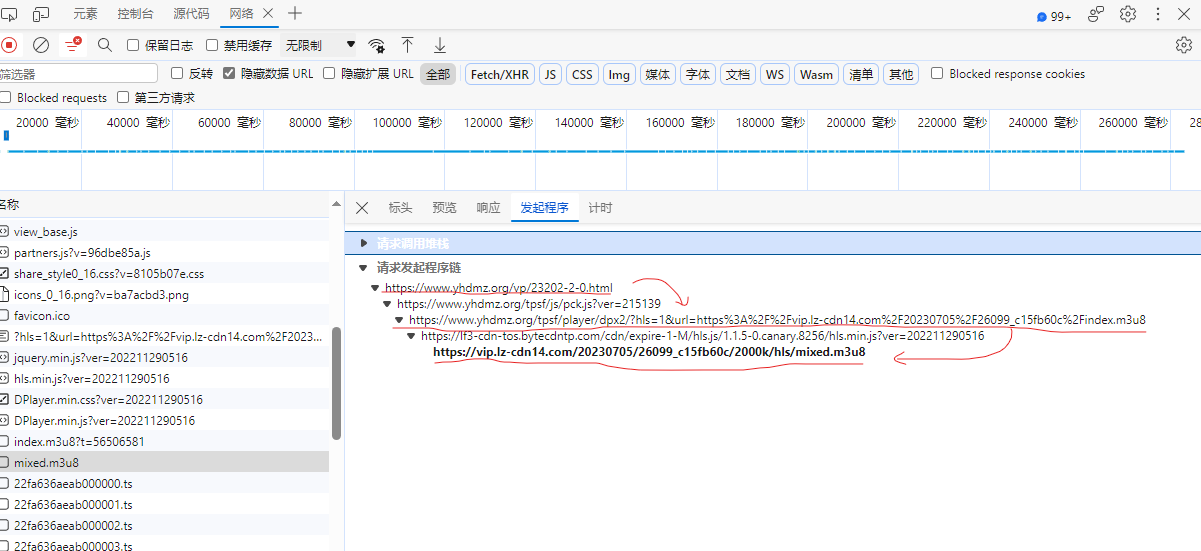 元素 控制台 源代码 网络 99+
保留日志 禁用缓存 无限制
筛选器 反转 隐藏数据 URL 隐藏扩展 URL 全部 Fetch/XHR JS CSS Img 媒体 字体 文档 WS Wasm 清单 其他 Blocked response cookies
Blocked requests 第三方请求
20000 毫秒 40000 毫秒 60000 毫秒 80000 毫秒 100000 毫秒 120000 毫秒 140000 毫秒 160000 毫秒 180000 毫秒 200000 毫秒 220000 毫秒 240000 毫秒 260000 毫秒 28
名称
view_base.js
partners.js?v=96dbe85a.js
share_style0_16.css?v=8105b07e.css
icons_0_16.png?v=ba7acbd3.png
favicon.ico
?hls=1&url=https%3A%2F%2Fvip.lz-cdn14.com%2F2023...
jquery.min.js?ver=202211290516
hls.min.js?ver=202211290516
DPlayer.min.css?ver=202211290516
DPlayer.min.js?ver=202211290516
index.m3u8?t=56506581
mixed.m3u8
22fa636aeab000000.ts
22fa636aeab000001.ts
22fa636aeab000002.ts
22fa636aeab000003.ts
标头 预览 响应 发起程序 计时
请求调用堆栈
请求发起程序链
https://www.yhdmz.org/vp/23202-2-0.html
https://www.yhdmz.org/tpsf/js/pck.js?ver=215139
https://www.yhdmz.org/tpsf/player/dpx2/?hls=1&url=https%3A%2F%2Fvip.lz-cdn14.com%2F20230705%2F26099_c15fb60c%2Findex.m3u8
https://lf3-cdn-tos.bytecdntp.com/cdn/expire-1-M/hls.js/1.1.5-0.canary.8256/hls.min.js?ver=202211290516
https://vip.lz-cdn14.com/20230705/26099_c15fb60c/2000k/hls/mixed.m3u8